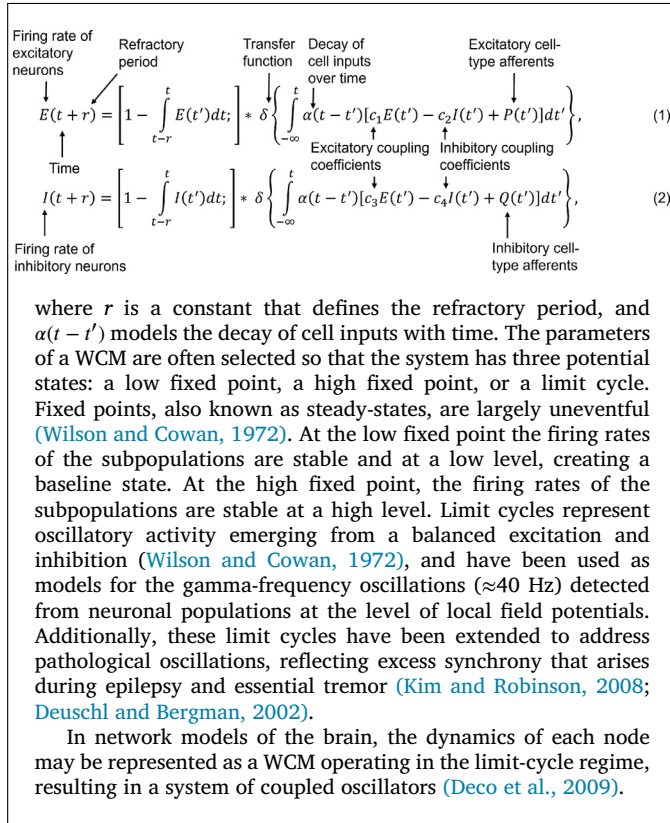 Firing rate of excitatory neurons
Refractory period
Transfer function
Decay of cell inputs over time
Excitatory cell-type afferents
E(t + r) = [1 − ∫_{t−r}^{t} E(t′)dt;] ∗ δ{∫_{−∞}^{t} α(t − t′)[c₁E(t′) − c₂I(t′) + P(t′)]dt′}, (1)
Time
Excitatory coupling coefficients
Inhibitory coupling coefficients
I(t + r) = [1 − ∫_{t−r}^{t} I(t′)dt;] ∗ δ{∫_{−∞}^{t} α(t − t′)[c₃E(t′) − c₄I(t′) + Q(t′)]dt′}, (2)
Firing rate of inhibitory neurons
Inhibitory cell-type afferents
where r is a constant that defines the refractory period, and
α(t − t′) models the decay of cell inputs with time. The parameters
of a WCM are often selected so that the system has three potential
states: a low fixed point, a high fixed point, or a limit cycle.
Fixed points, also known as steady-states, are largely uneventful
(Wilson and Cowan, 1972). At the low fixed point the firing rates
of the subpopulations are stable and at a low level, creating a
baseline state. At the high fixed point, the firing rates of the
subpopulations are stable at a high level. Limit cycles represent
oscillatory activity emerging from a balanced excitation and
inhibition (Wilson and Cowan, 1972), and have been used as
models for the gamma-frequency oscillations (≈40 Hz) detected
from neuronal populations at the level of local field potentials.
Additionally, these limit cycles have been extended to address
pathological oscillations, reflecting excess synchrony that arises
during epilepsy and essential tremor (Kim and Robinson, 2008;
Deuschl and Bergman, 2002).
In network models of the brain, the dynamics of each node
may be represented as a WCM operating in the limit-cycle regime,
resulting in a system of coupled oscillators (Deco et al., 2009).